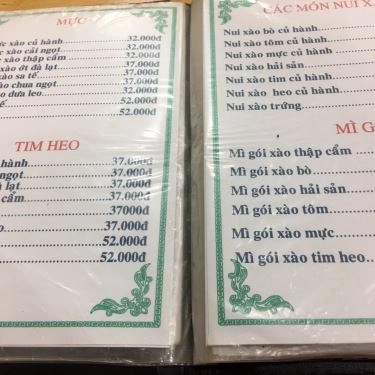 MỰC
xào củ hành 32.000đ
xào cải ngọt 32.000đ
xào thập cẩm 32.000đ
xào ớt đà lạt 37.000đ
xào sa tế 37.000đ
xào chua ngọt 37.000đ
xào dưa leo 37.000đ
52.000đ
52.000đ
TIM HEO
hành 37.000đ
ngọt 37.000đ
lạt 37.000đ
cẩm 37.000đ
37000đ
37.000đ
52.000đ
52.000đ
CÁC MÓN NUI
Nui xào bò củ hành
Nui xào tôm củ hành
Nui xào mực củ hành
Nui xào hải sản
Nui xào tim củ hành
Nui xào heo củ hành
Nui xào trứng
MÌ
Mì gói xào thập cẩm
Mì gói xào bò
Mì gói xào hải sản
Mì gói xào tôm
Mì gói xào mực
Mì gói xào tim heo